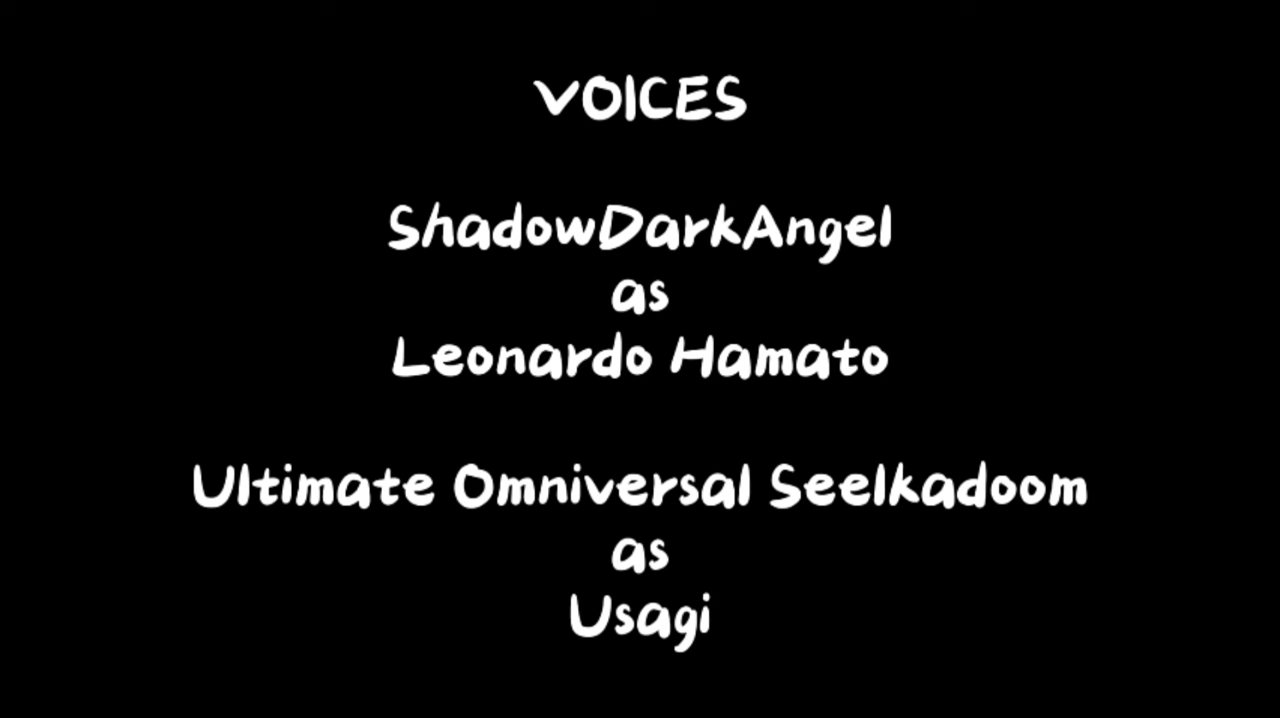 VOICES
ShadowDarkAngel
as
Leonardo Hamato
Ultimate Omniversal Seelkadoom
as
Usagi